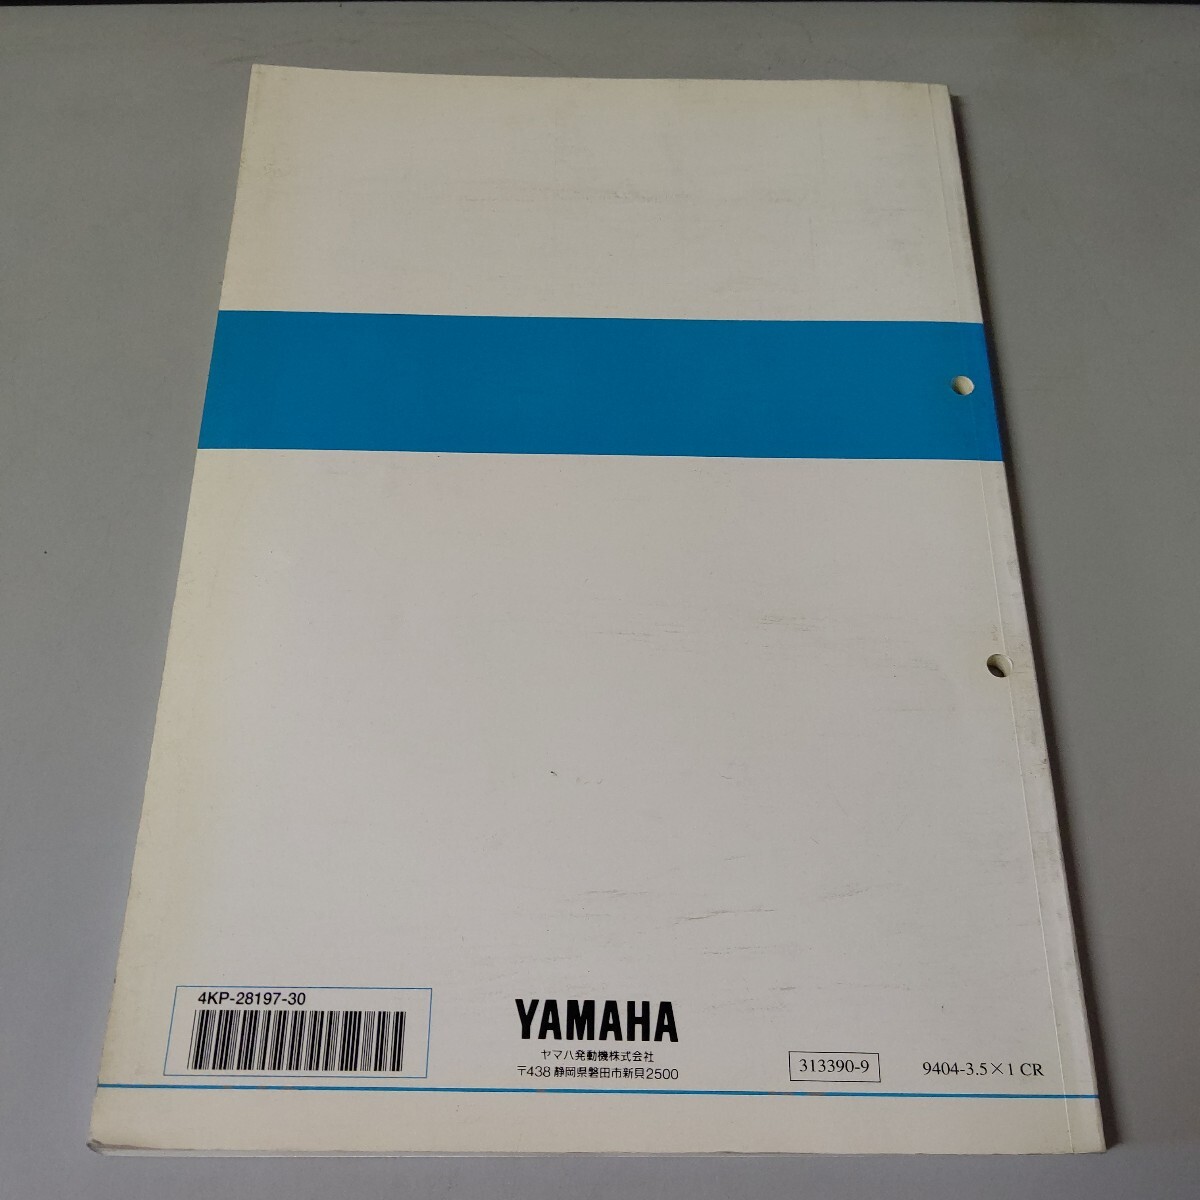 4KP-28197-30
YAMAHA
ヤマハ発動機株式会社
〒438 静岡県磐田市新貝2500
313390-9
9404-3.5×1 CR